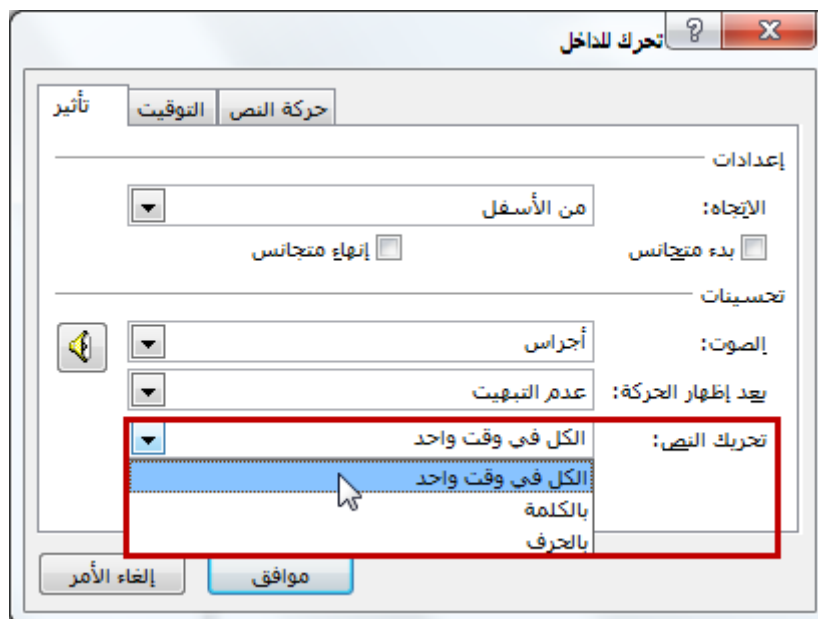 تحرك للداخل
تأثير التوقيت حركة النص
إعدادات
الاتجاه: من الأسفل
بدء متجانس إنهاء متجانس
تحسينات
الصوت: أجراس
بعد إظهار الحركة: عدم التبهيت
تحريك النص: الكل في وقت واحد
الكل في وقت واحد
بالكلمة
بالحرف
موافق إلغاء الأمر